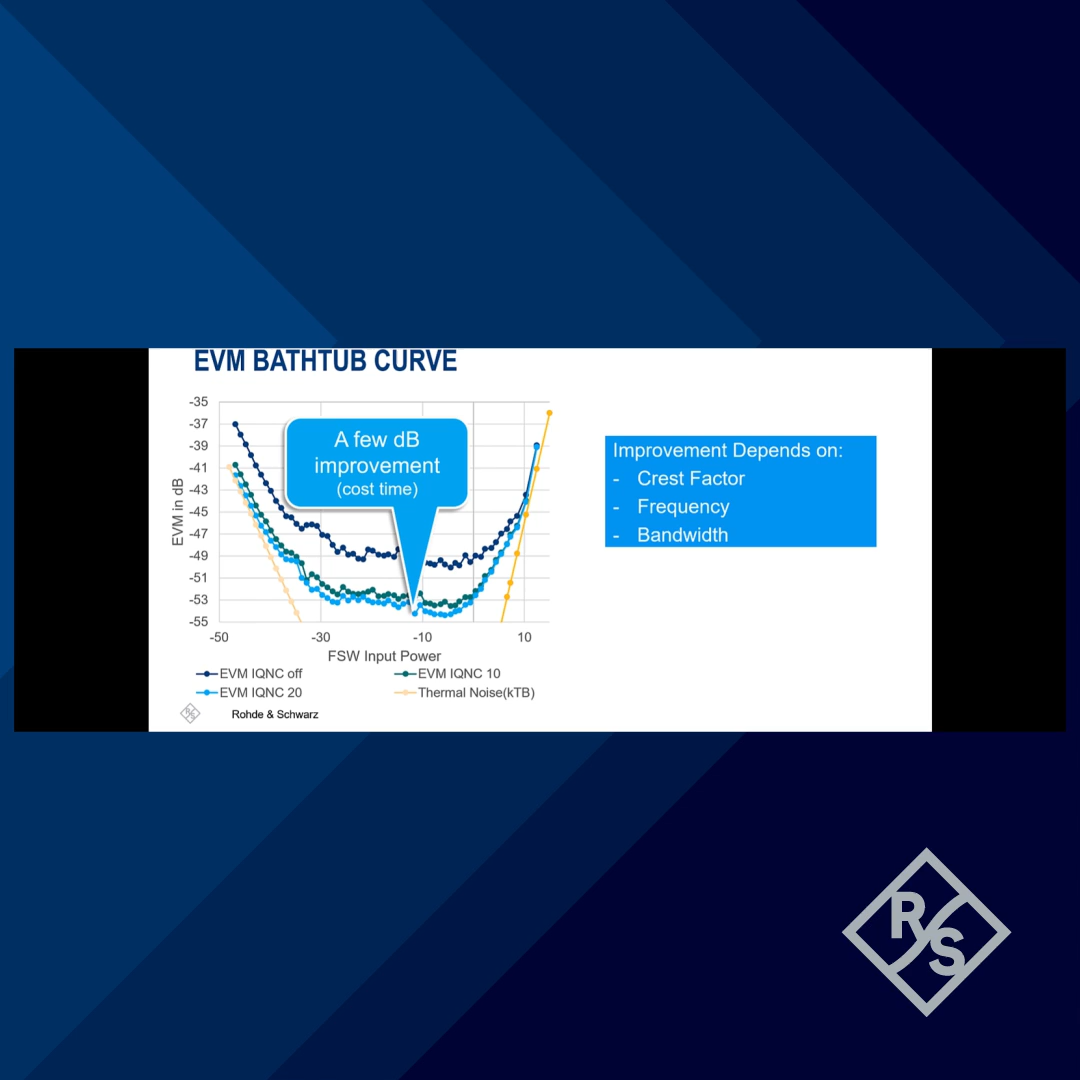 EVM BATHTUB CURVE
-35
-37
-39
-41
-43
-45
-47
-49
-51
-53
-55
EVM in dB
A few dB
improvement
(cost time)
-50 -30 -10 10
FSW Input Power
EVM IQNC off EVM IQNC 10
EVM IQNC 20 Thermal Noise(kTB)
Rohde & Schwarz
Improvement Depends on:
- Crest Factor
- Frequency
- Bandwidth
R
S